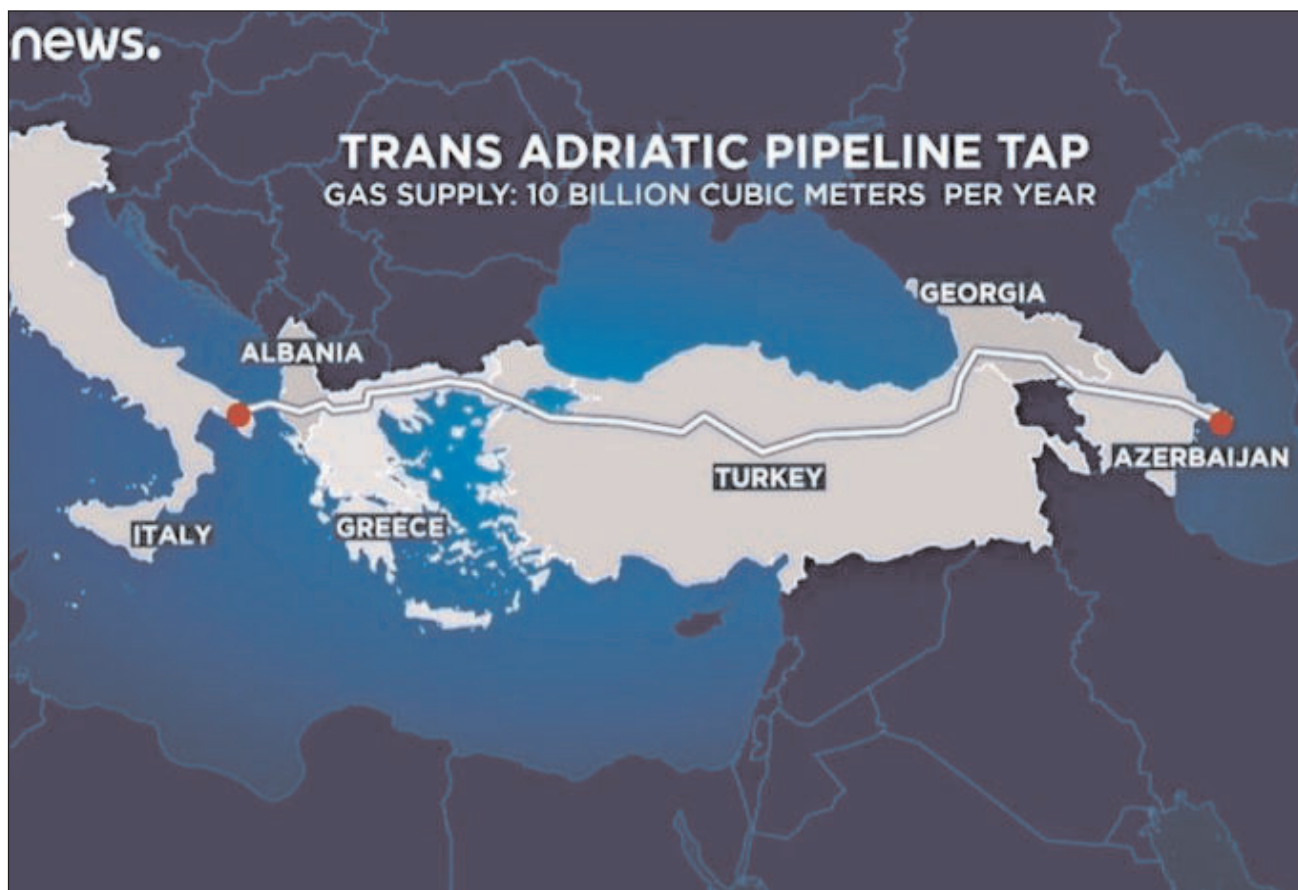 news.
TRANS ADRIATIC PIPELINE TAP
GAS SUPPLY: 10 BILLION CUBIC METERS PER YEAR
GEORGIA
ALBANIA
AZERBAIJAN
TURKEY
GREECE
ITALY